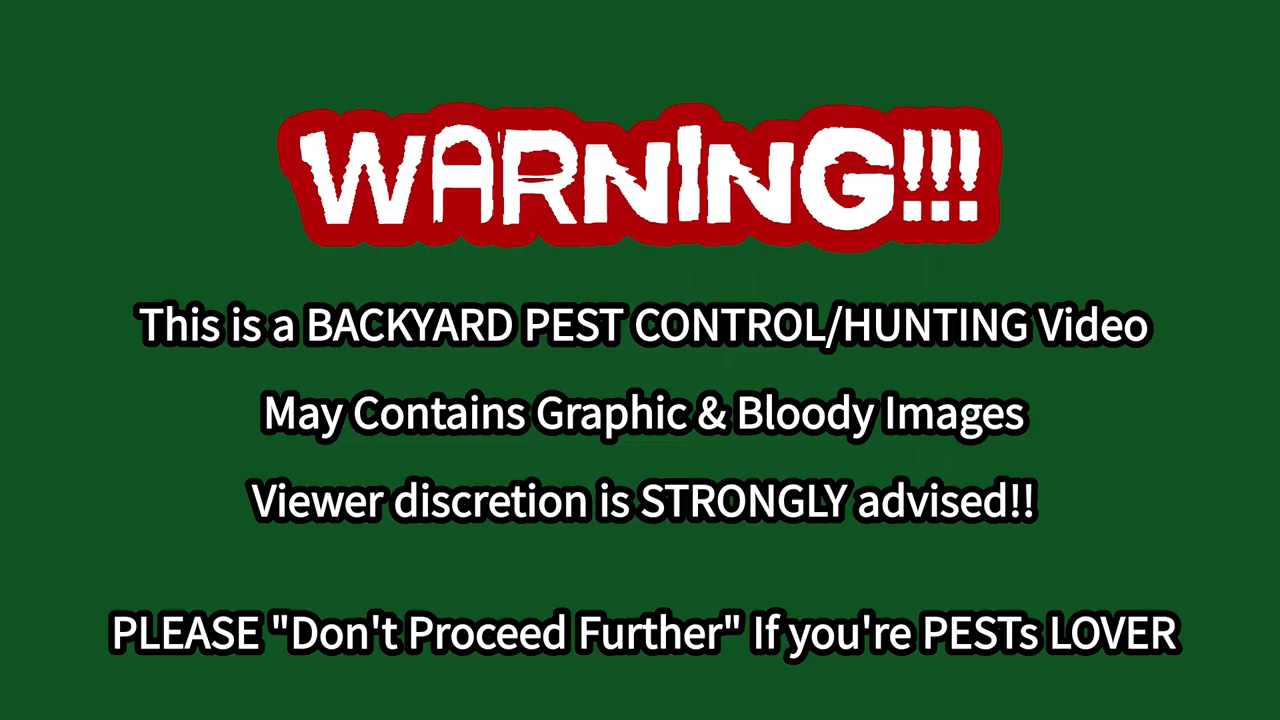 WARNING!!!
This is a BACKYARD PEST CONTROL/HUNTING Video
May Contains Graphic & Bloody Images
Viewer discretion is STRONGLY advised!!
PLEASE "Don't Proceed Further" If you're PESTs LOVER